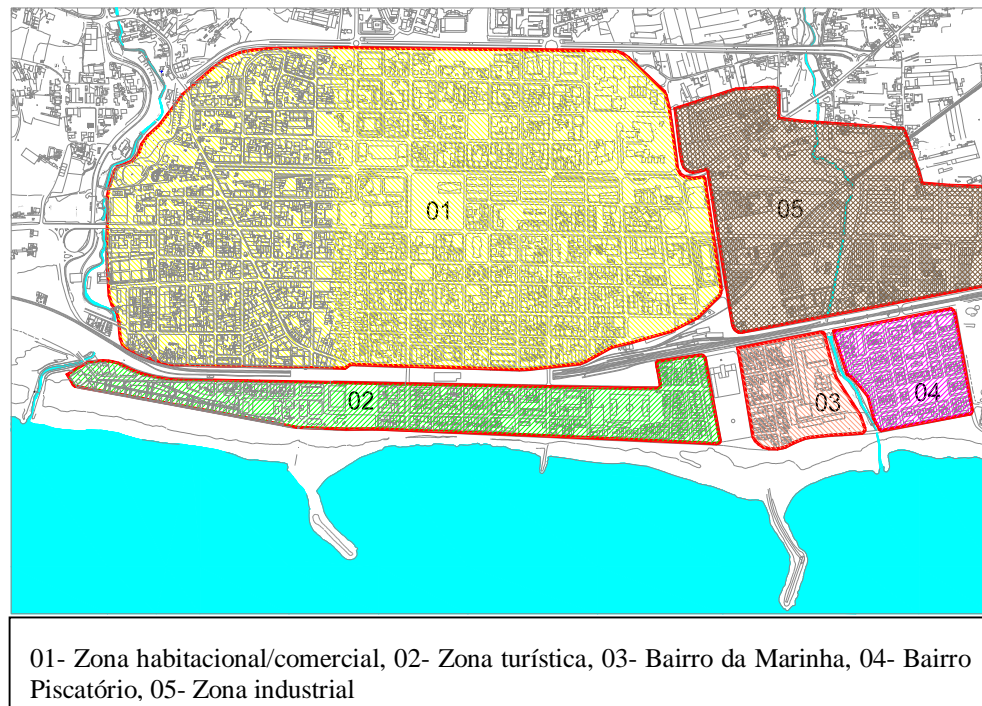 01
05
02
03
04
01- Zona habitacional/comercial, 02- Zona turística, 03- Bairro da Marinha, 04- Bairro
Piscatório, 05- Zona industrial